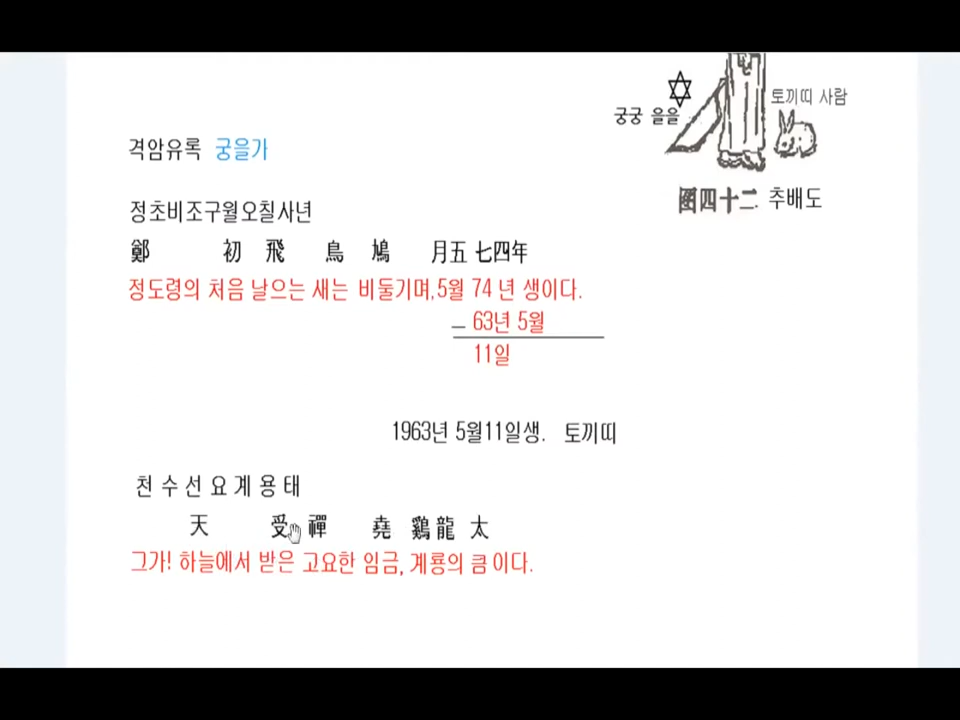 토끼띠 사람
궁궁 을을
圖四十二 추배도
격암유록 궁을가
정초비조구월오칠사년
鄭 初 飛 鳥 鳩 月五 七四年
정도령의 처음 날으는 새는 비둘기며,5월 74 년 생이다.
– 63년 5월
11일
1963년 5월11일생. 토끼띠
천 수 선 요 계 용 태
天 受 禪 堯 鷄 龍 太
그가! 하늘에서 받은 고요한 임금, 계룡의 큼이다.